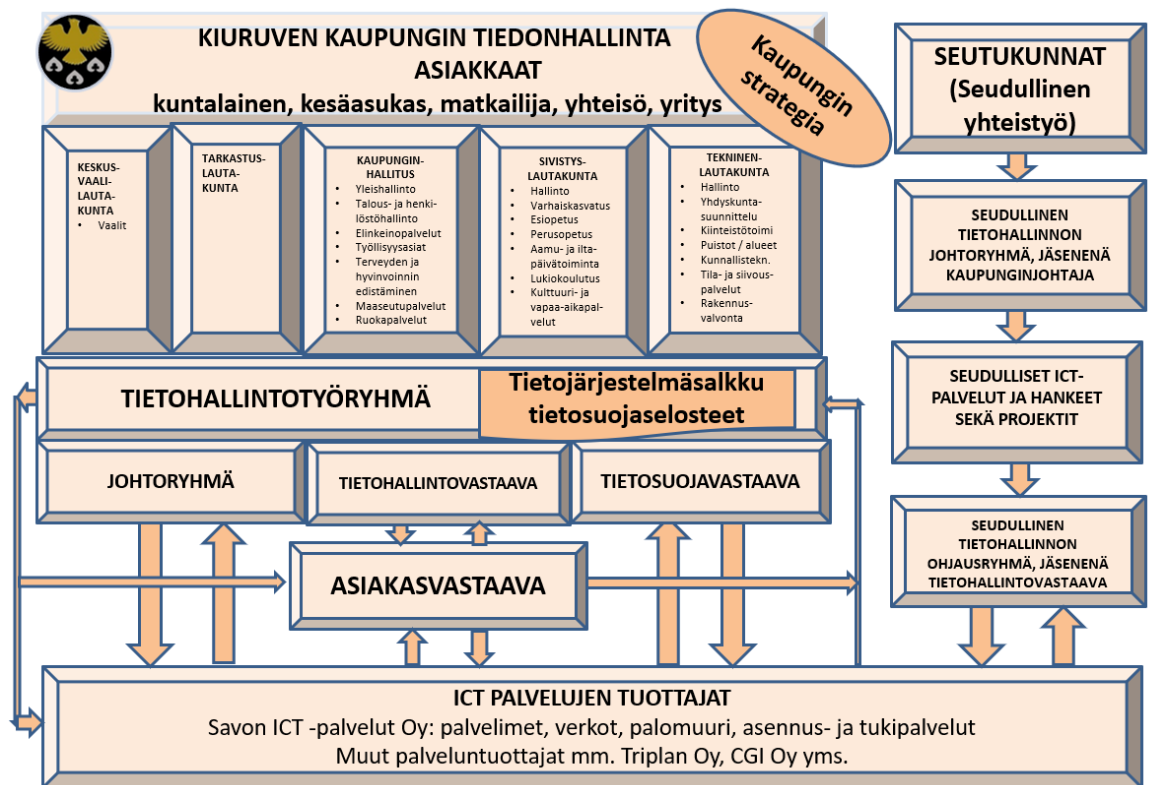 KIURUVEN KAUPUNGIN TIEDONHALLINTA
ASIAKKAAT
kuntalainen, kesäasukas, matkailija, yhteisö, yritys
Kaupungin
strategia
KESKUS-
VAALI-
LAUTA-
KUNTA
• Vaalit
TARKASTUS-
LAUTA-
KUNTA
KAUPUNGIN-
HALLITUS
• Yleishallinto
• Talous- ja henki-
löstöhallinto
• Elinkeinopalvelut
• Työllisyysasiat
• Terveyden ja
hyvinvoinnin
edistäminen
• Maaseutupalvelut
• Ruokapalvelut
SIVISTYS-
LAUTAKUNTA
• Hallinto
• Varhaiskasvatus
• Esiopetus
• Perusopetus
• Aamu- ja ilta-
päivätoiminta
• Lukiokoulutus
• Kulttuuri- ja
vapaa-aikapal-
velut
TEKNINEN-
LAUTAKUNTA
• Hallinto
• Yhdyskunta-
suunnittelu
• Kiinteistötoimi
• Puistot / alueet
• Kunnallistekn.
• Tila- ja siivous-
palvelut
• Rakennus-
valvonta
TIETOHALLINTOTYÖRYHMÄ
Tietojärjestelmäsalkku
tietosuojaselosteet
JOHTORYHMÄ
TIETOHALLINTOVASTAAVA
TIETOSUOJAVASTAAVA
ASIAKASVASTAAVA
SEUTUKUNNAT
(Seudullinen
yhteistyö)
SEUDULLINEN
TIETOHALLINNON
JOHTORYHMÄ, JÄSENENÄ
KAUPUNGINJOHTAJA
SEUDULLISET ICT-
PALVELUT JA HANKEET
SEKÄ PROJEKTIT
SEUDULLINEN
TIETOHALLINNON
OHJAUSRYHMÄ, JÄSENENÄ
TIETOHALLINTOVASTAAVA
ICT PALVELUJEN TUOTTAJAT
Savon ICT -palvelut Oy: palvelimet, verkot, palomuuri, asennus- ja tukipalvelut
Muut palveluntuottajat mm. Triplan Oy, CGI Oy yms.